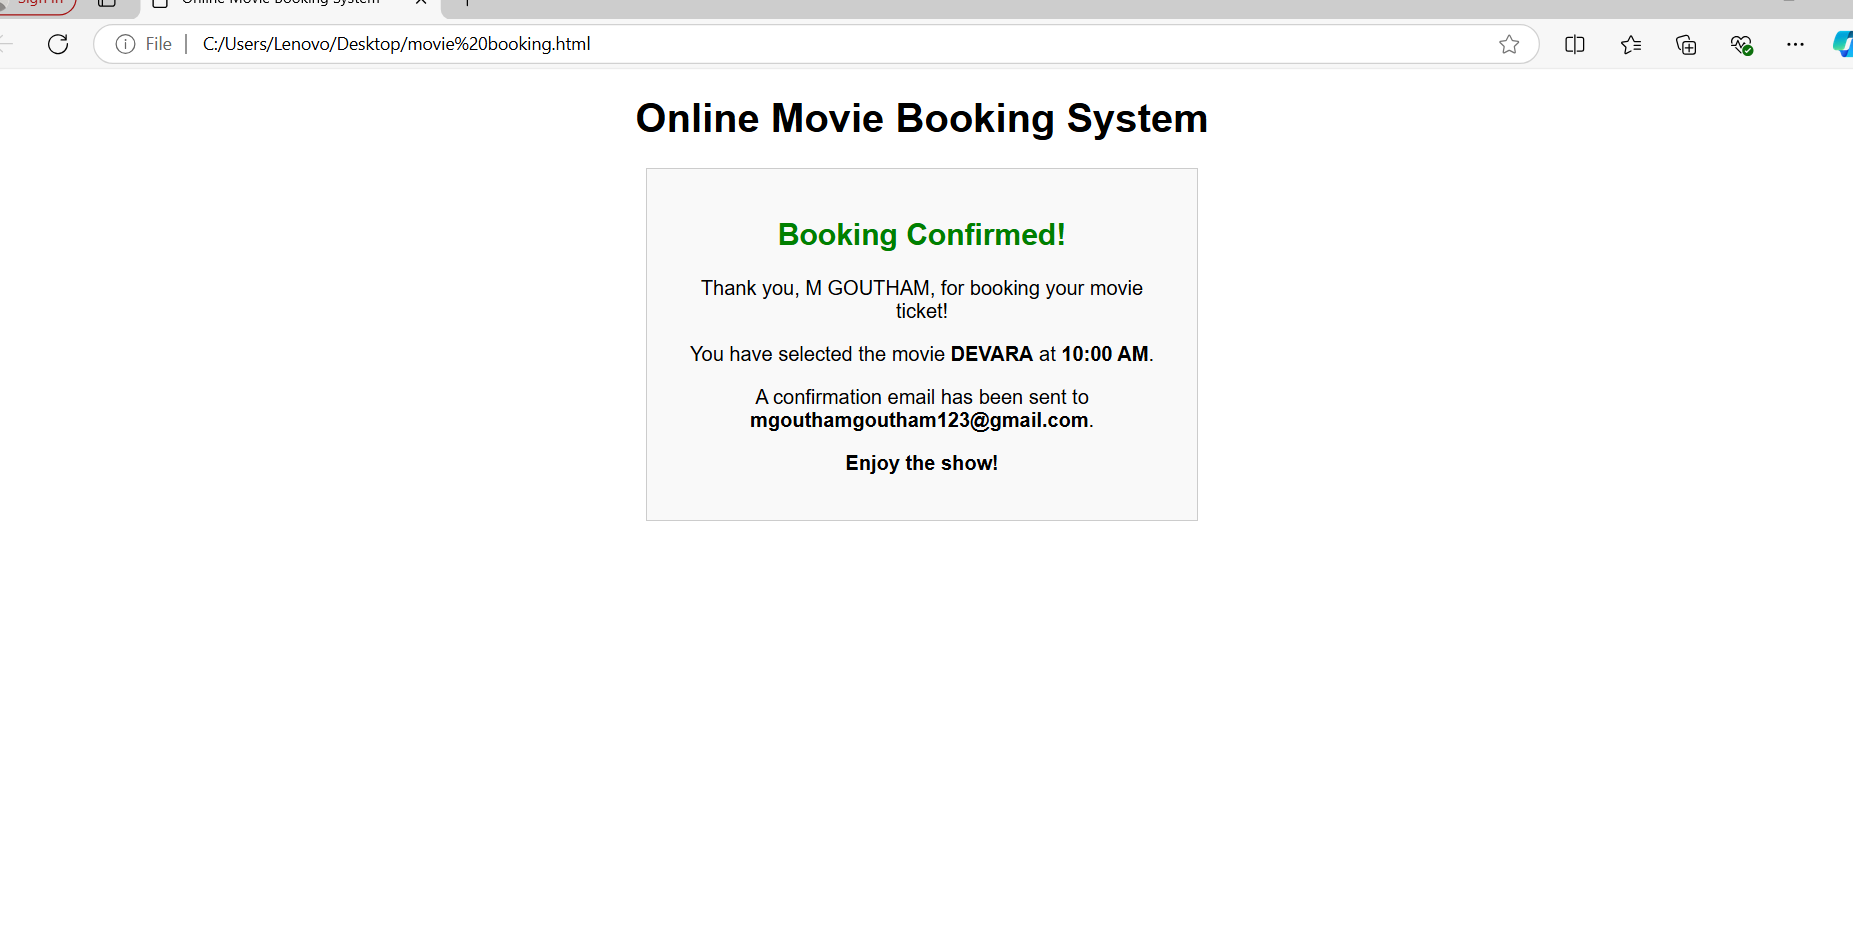 Sign in
Online Movie Booking System
File
C:/Users/Lenovo/Desktop/movie%20booking.html
Online Movie Booking System
Booking Confirmed!
Thank you, M GOUTHAM, for booking your movie
ticket!
You have selected the movie DEVARA at 10:00 AM.
A confirmation email has been sent to
mgouthamgoutham123@gmail.com.
Enjoy the show!